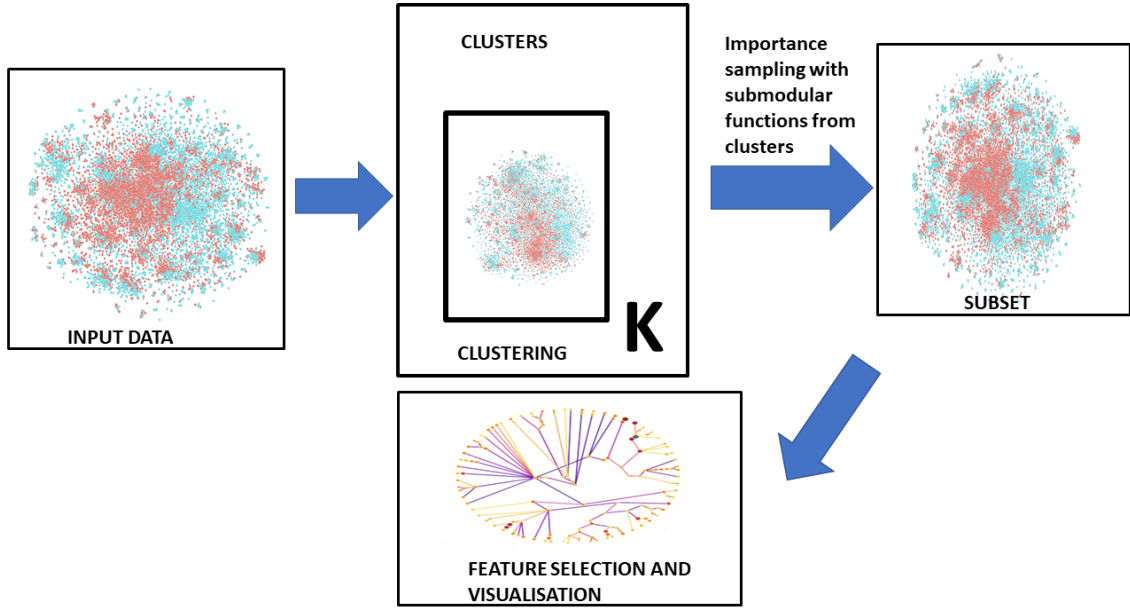 INPUT DATA
CLUSTERS
K
CLUSTERING
Importance
sampling with
submodular
functions from
clusters
SUBSET
FEATURE SELECTION AND
VISUALISATION